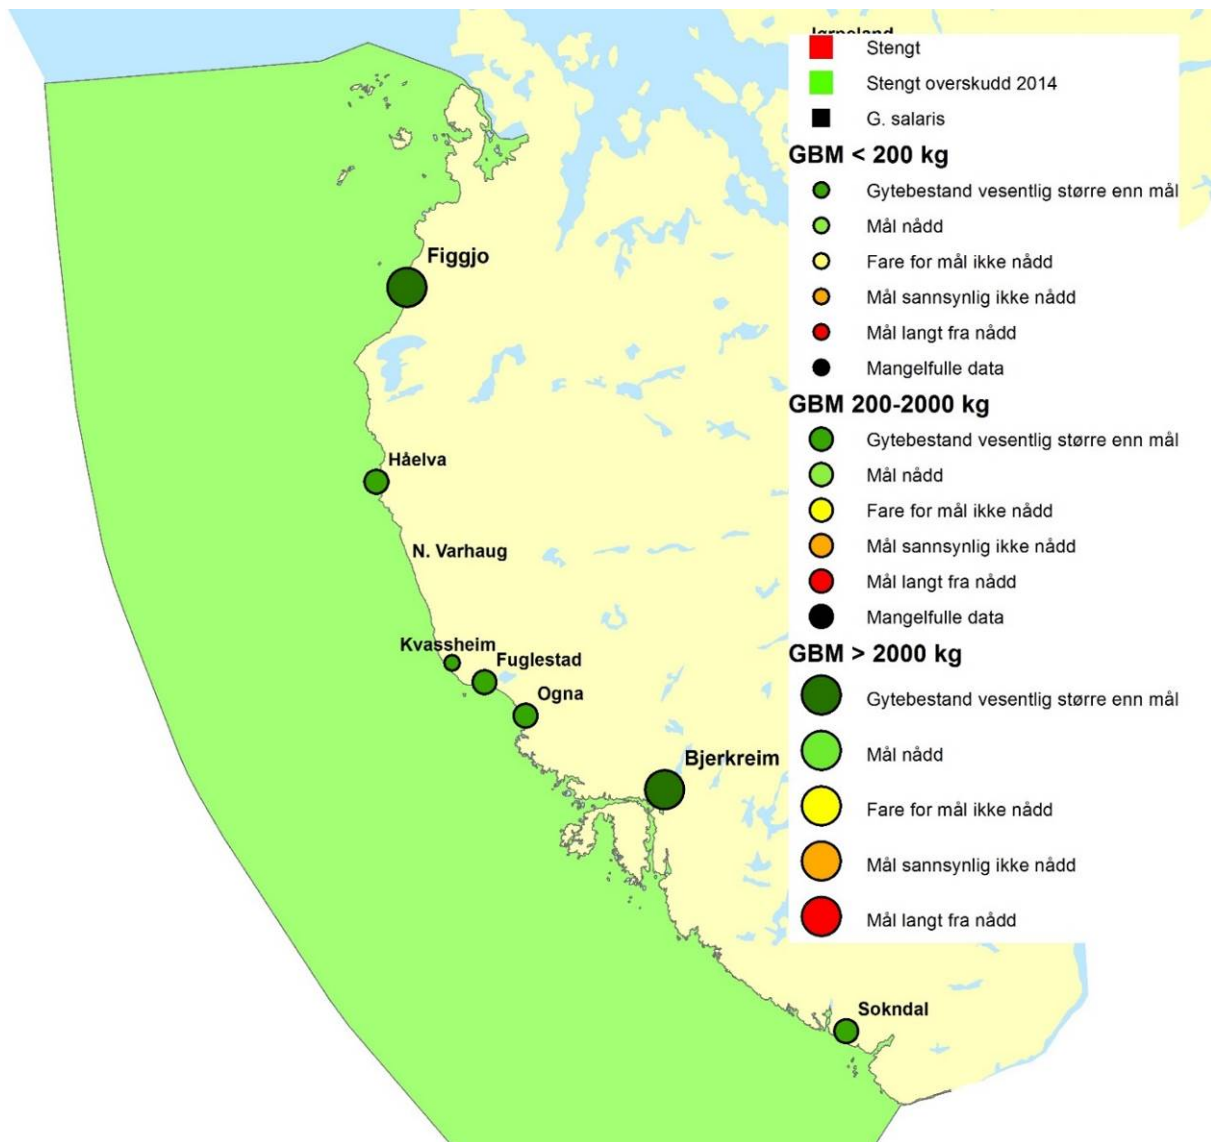 Jørpeland
Stengt
Stengt overskudd 2014
G. salaris
GBM < 200 kg
Gytebestand vesentlig større enn mål
Mål nådd
Fare for mål ikke nådd
Mål sannsynlig ikke nådd
Mål langt fra nådd
Mangelfulle data
GBM 200-2000 kg
Gytebestand vesentlig større enn mål
Mål nådd
Fare for mål ikke nådd
Mål sannsynlig ikke nådd
Mål langt fra nådd
Mangelfulle data
GBM > 2000 kg
Gytebestand vesentlig større enn mål
Mål nådd
Fare for mål ikke nådd
Mål sannsynlig ikke nådd
Mål langt fra nådd
Figgjo
Håelva
N. Varhaug
Kvassheim
Fuglestad
Ogna
Bjerkreim
Sokndal